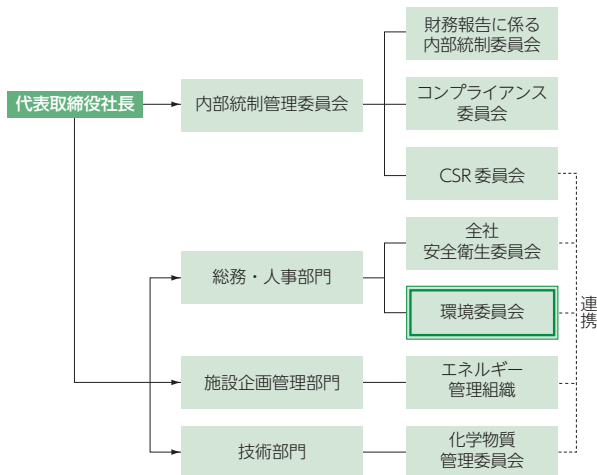 財務報告に係る
内部統制委員会
代表取締役社長
内部統制管理委員会
コンプライアンス
委員会
CSR 委員会
全社
安全衛生委員会
総務・人事部門
環境委員会
連携
施設企画管理部門
エネルギー
管理組織
技術部門
化学物質
管理委員会